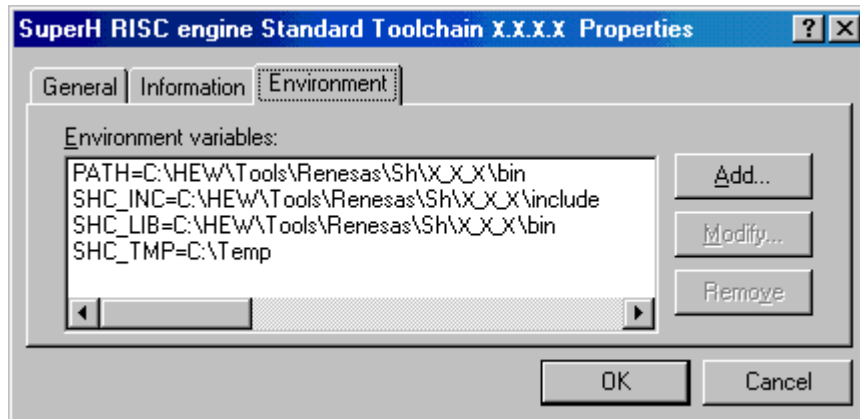 SuperH RISC engine Standard Toolchain X.X.X.X Properties
General Information Environment
Environment variables:
PATH=C:\HEW\Tools\Renesas\Sh\X_X_X\bin
SHC_INC=C:\HEW\Tools\Renesas\Sh\X_X_X\include
SHC_LIB=C:\HEW\Tools\Renesas\Sh\X_X_X\bin
SHC_TMP=C:\Temp
Add...
Modify...
Remove
OK Cancel